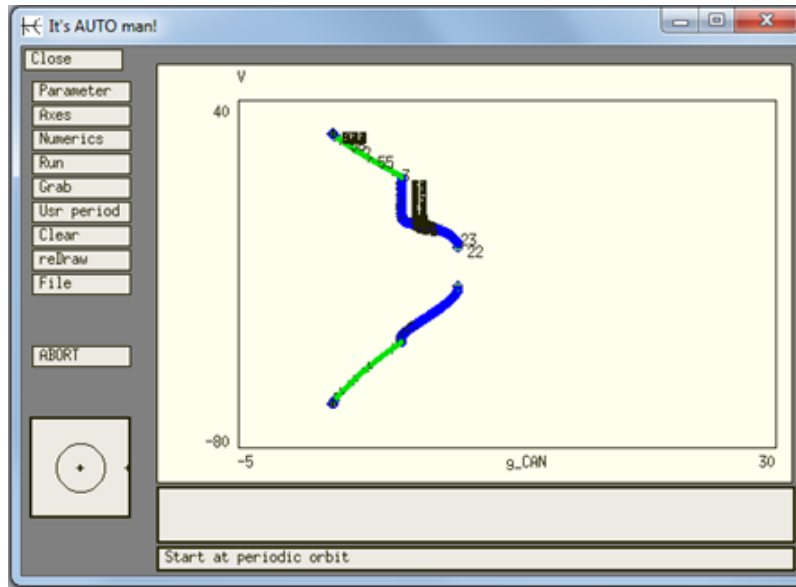 It's AUTO man!
Close
Parameter
Axes
Numerics
Run
Grab
Usr period
Clear
reDraw
File
ABORT
V
40
55
23
22
-80
-5
g_CAN
30
Start at periodic orbit